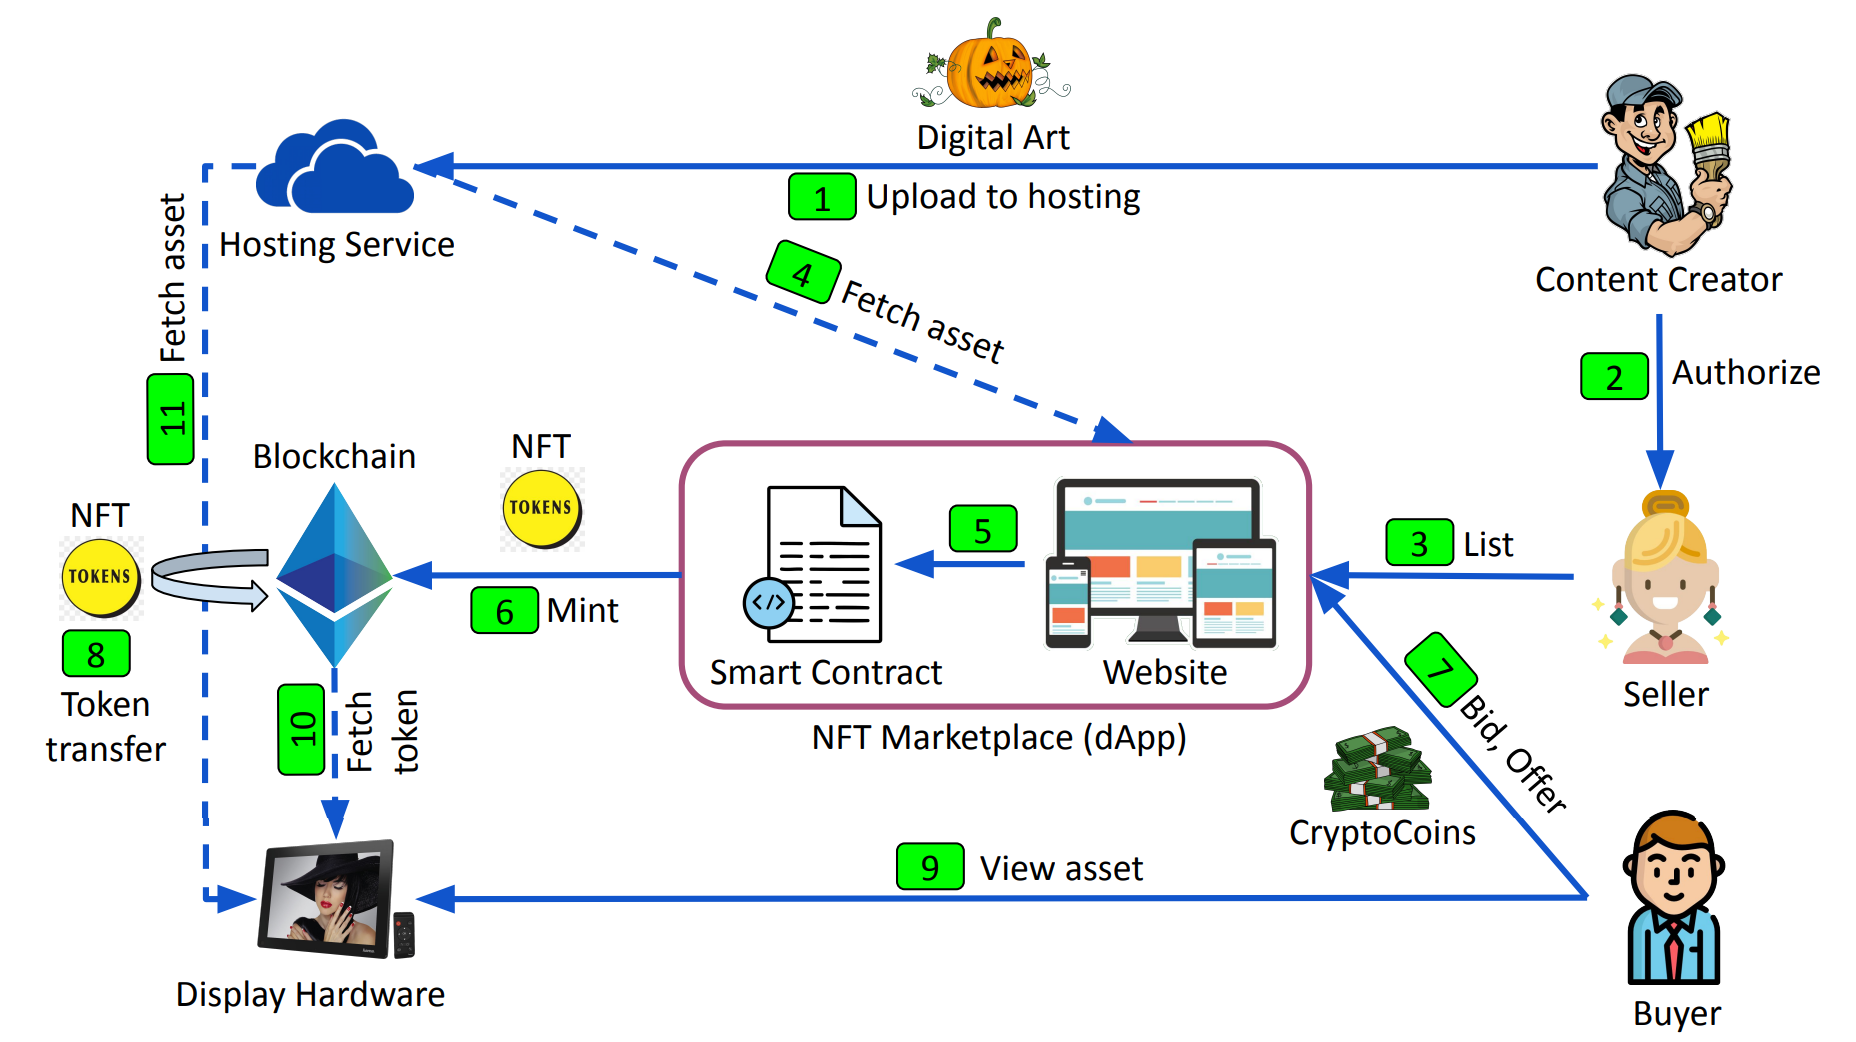 Digital Art
1
Upload to hosting
Hosting Service
Content Creator
4
Fetch asset
11
Fetch asset
2
Authorize
Blockchain
NFT
TOKENS
NFT
TOKENS
8
Token
transfer
6
Mint
5
</>
Smart Contract
Website
NFT Marketplace (dApp)
3
List
Seller
7
Bid, Offer
CryptoCoins
10
Fetch
token
9
View asset
Display Hardware
Buyer